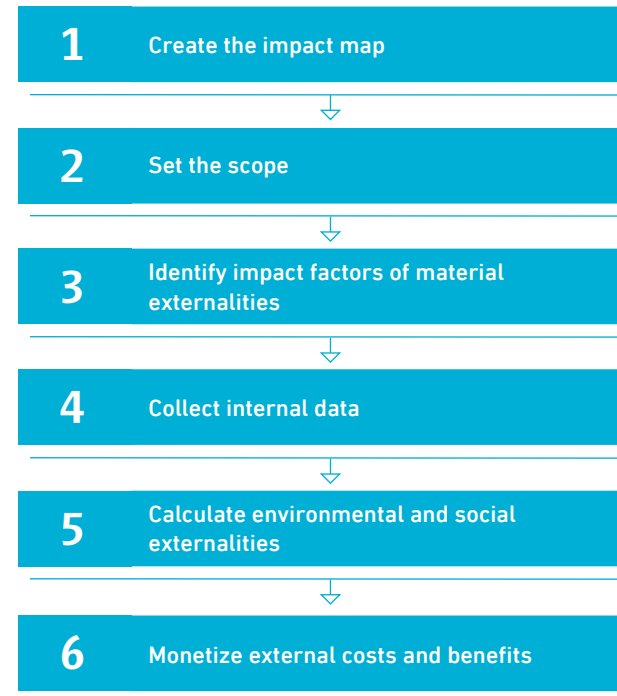 1
Create the impact map
2
Set the scope
3
Identify impact factors of material
externalities
4
Collect internal data
5
Calculate environmental and social
externalities
6
Monetize external costs and benefits